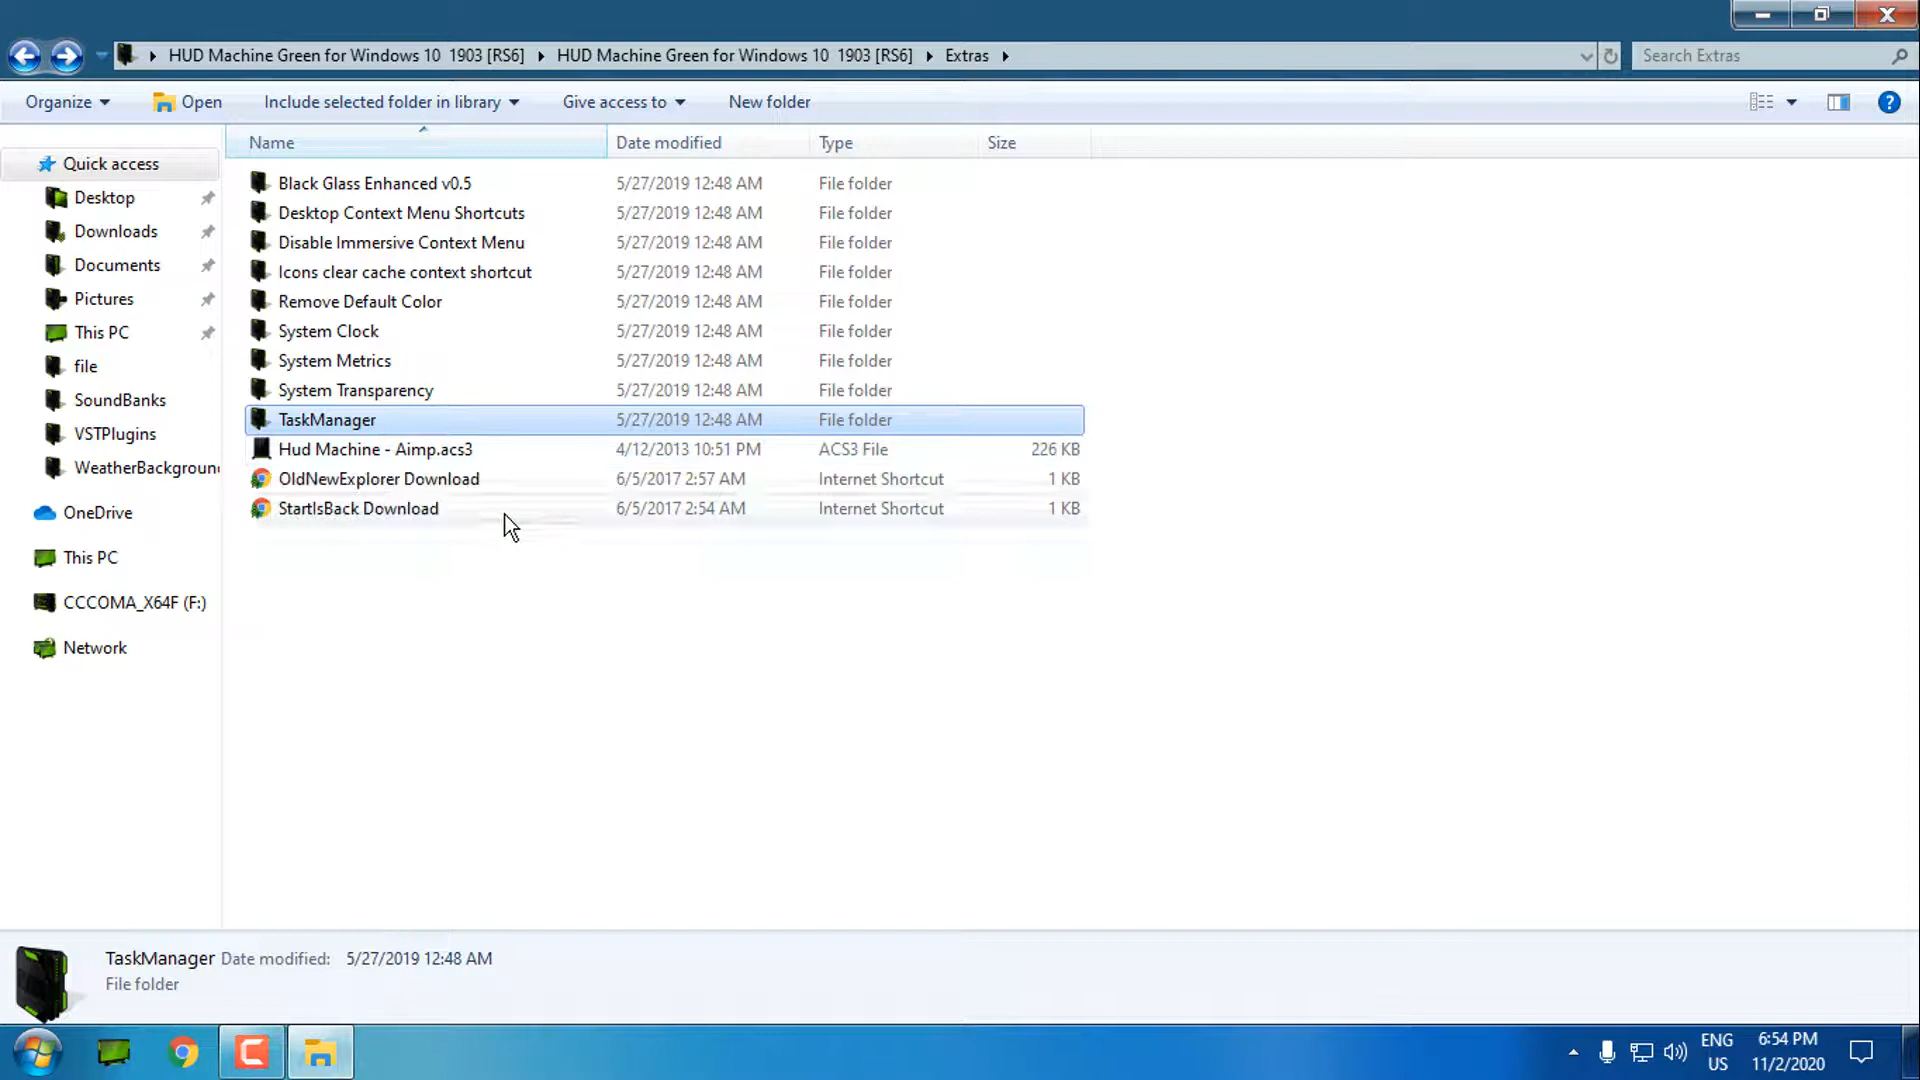 HUD Machine Green for Windows 10 1903 [RS6] HUD Machine Green for Windows 10 1903 [RS6] Extras
Search Extras
Organize Open Include selected folder in library Give access to New folder
Name Date modified Type Size
Quick access
Desktop
Downloads
Documents
Pictures
This PC
file
SoundBanks
VSTPlugins
WeatherBackgroun
OneDrive
This PC
CCCOMA_X64F (F:)
Network
Black Glass Enhanced v0.5 5/27/2019 12:48 AM File folder
Desktop Context Menu Shortcuts 5/27/2019 12:48 AM File folder
Disable Immersive Context Menu 5/27/2019 12:48 AM File folder
Icons clear cache context shortcut 5/27/2019 12:48 AM File folder
Remove Default Color 5/27/2019 12:48 AM File folder
System Clock 5/27/2019 12:48 AM File folder
System Metrics 5/27/2019 12:48 AM File folder
System Transparency 5/27/2019 12:48 AM File folder
TaskManager 5/27/2019 12:48 AM File folder
Hud Machine - Aimp.acs3 4/12/2013 10:51 PM ACS3 File 226 KB
OldNewExplorer Download 6/5/2017 2:57 AM Internet Shortcut 1 KB
StartIsBack Download 6/5/2017 2:54 AM Internet Shortcut 1 KB
TaskManager Date modified: 5/27/2019 12:48 AM
File folder
ENG
US
6:54 PM
11/2/2020